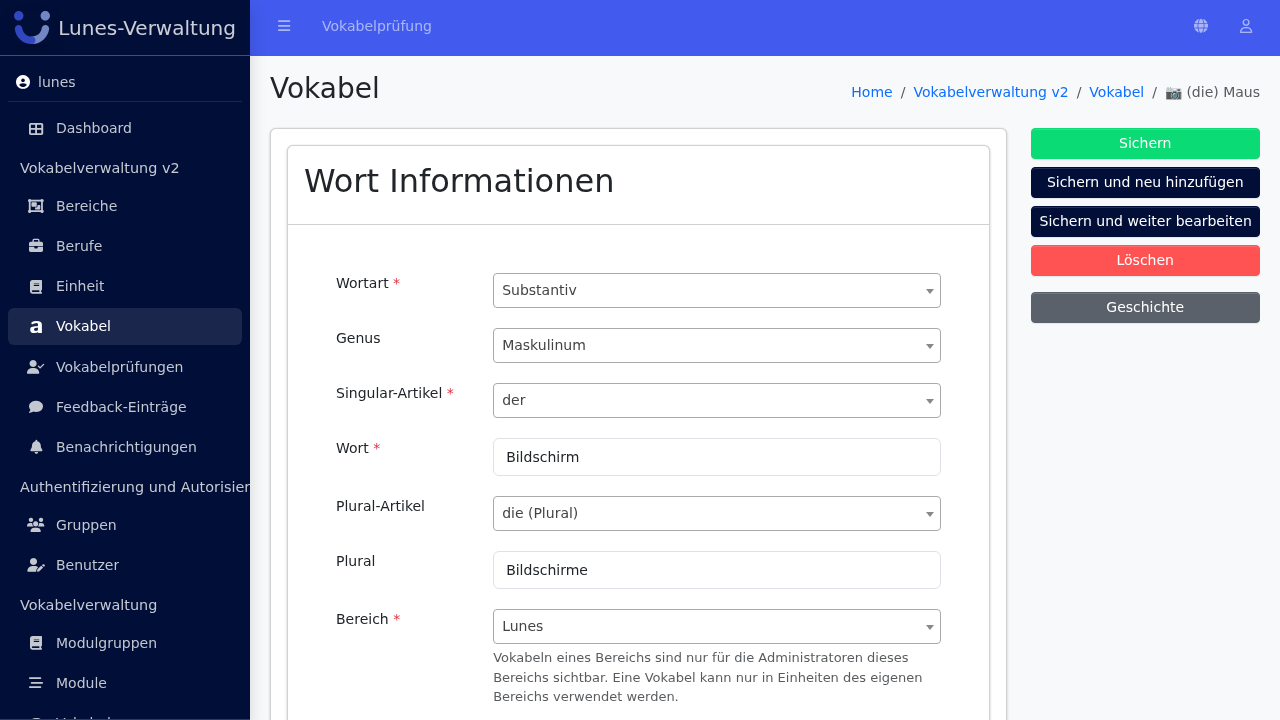 Lunes-Verwaltung
Vokabelprüfung
lunes
Dashboard
Vokabelverwaltung v2
Bereiche
Berufe
Einheit
Vokabel
Vokabelprüfungen
Feedback-Einträge
Benachrichtigungen
Authentifizierung und Autorisier
Gruppen
Benutzer
Vokabelverwaltung
Modulgruppen
Module
Vokabel
Home / Vokabelverwaltung v2 / Vokabel / 📷 (die) Maus
Wort Informationen
Wortart *
Substantiv
Genus
Maskulinum
Singular-Artikel *
der
Wort *
Bildschirm
Plural-Artikel
die (Plural)
Plural
Bildschirme
Bereich *
Lunes
Vokabeln eines Bereichs sind nur für die Administratoren dieses
Bereichs sichtbar. Eine Vokabel kann nur in Einheiten des eigenen
Bereichs verwendet werden.
Sichern
Sichern und neu hinzufügen
Sichern und weiter bearbeiten
Löschen
Geschichte